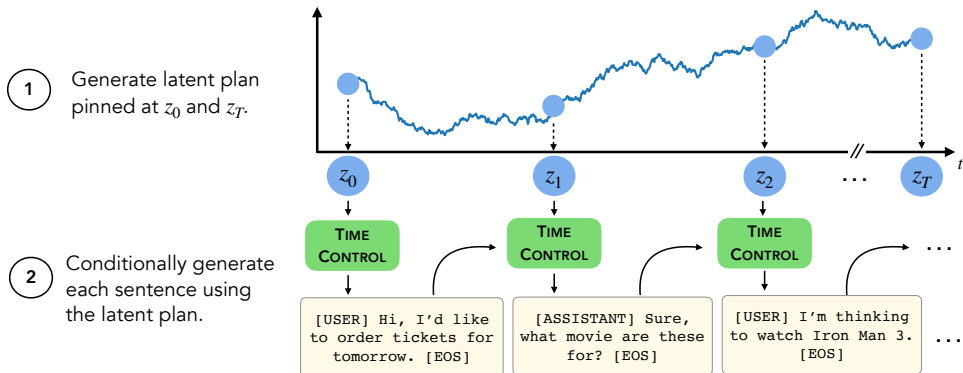 1
Generate latent plan
pinned at z0 and zT.
t
z0
z1
z2
...
zT
2
Conditionally generate
each sentence using
the latent plan.
TIME
CONTROL
TIME
CONTROL
TIME
CONTROL
...
[USER] Hi, I'd like
to order tickets for
tomorrow. [EOS]
[ASSISTANT] Sure,
what movie are these
for? [EOS]
[USER] I'm thinking
to watch Iron Man 3.
[EOS]
...